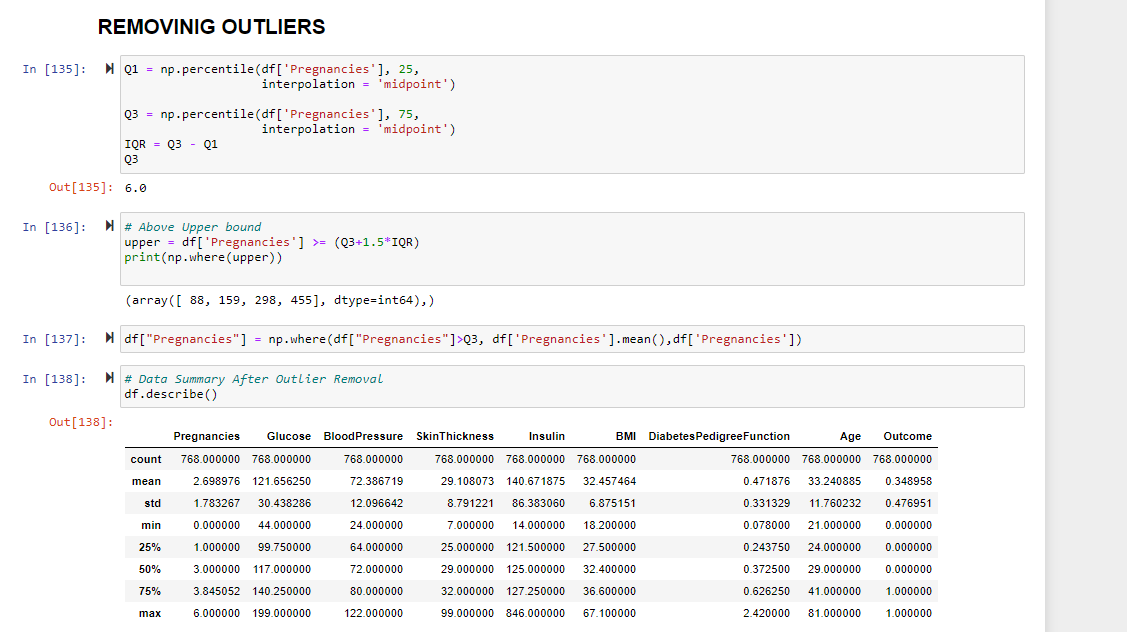 REMOVINIG OUTLIERS
In [135]: Q1 = np.percentile(df['Pregnancies'], 25,
interpolation = 'midpoint')
Q3 = np.percentile(df['Pregnancies'], 75,
interpolation = 'midpoint')
IQR = Q3 - Q1
Q3
Out[135]: 6.0
In [136]: # Above Upper bound
upper = df['Pregnancies'] >= (Q3+1.5*IQR)
print(np.where(upper))
(array([ 88, 159, 298, 455], dtype=int64),)
In [137]: df["Pregnancies"] = np.where(df["Pregnancies"]>Q3, df['Pregnancies'].mean(),df['Pregnancies'])
In [138]: # Data Summary After Outlier Removal
df.describe()
Out[138]:
Pregnancies Glucose BloodPressure SkinThickness Insulin BMI DiabetesPedigreeFunction Age Outcome
count 768.000000 768.000000 768.000000 768.000000 768.000000 768.000000 768.000000 768.000000 768.000000
mean 2.698976 121.656250 72.386719 29.108073 140.671875 32.457464 0.471876 33.240885 0.348958
std 1.783267 30.438286 12.096642 8.791221 86.383060 6.875151 0.331329 11.760232 0.476951
min 0.000000 44.000000 24.000000 7.000000 14.000000 18.200000 0.078000 21.000000 0.000000
25% 1.000000 99.750000 64.000000 25.000000 121.500000 27.500000 0.243750 24.000000 0.000000
50% 3.000000 117.000000 72.000000 29.000000 125.000000 32.400000 0.372500 29.000000 0.000000
75% 3.845052 140.250000 80.000000 32.000000 127.250000 36.600000 0.626250 41.000000 1.000000
max 6.000000 199.000000 122.000000 99.000000 846.000000 67.100000 2.420000 81.000000 1.000000